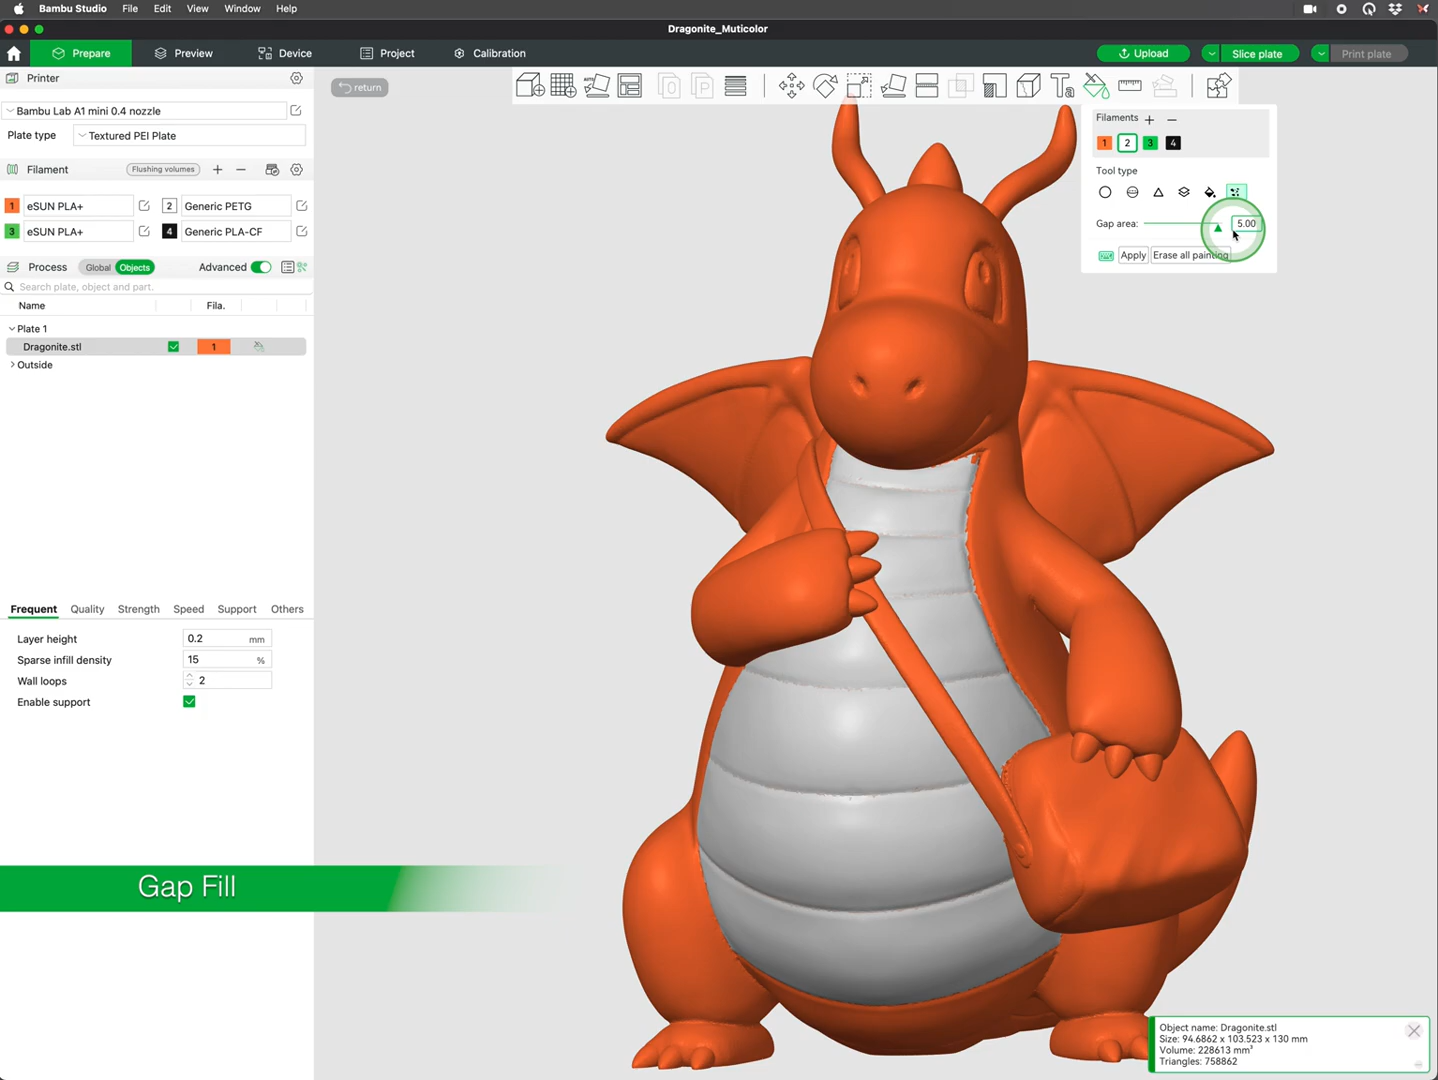 Bambu Studio File Edit View Window Help
Dragonite_Muticolor
Prepare Preview Device Project Calibration Upload Slice plate Print plate
Printer
return
Bambu Lab A1 mini 0.4 nozzle
Plate type Textured PEI Plate
Filament Flushing volumes + −
1 eSUN PLA+ 2 Generic PETG
3 eSUN PLA+ 4 Generic PLA-CF
Process Global Objects Advanced
Search plate, object and part.
Name Fila.
Plate 1
Dragonite.stl 1
Outside
Filaments + −
1 2 3 4
Tool type
Gap area: 5.00
Apply Erase all painting
Frequent Quality Strength Speed Support Others
Layer height 0.2 mm
Sparse infill density 15 %
Wall loops 2
Enable support
Gap Fill
Object name: Dragonite.stl
Size: 94.6862 x 103.523 x 130 mm
Volume: 228613 mm³
Triangles: 758862